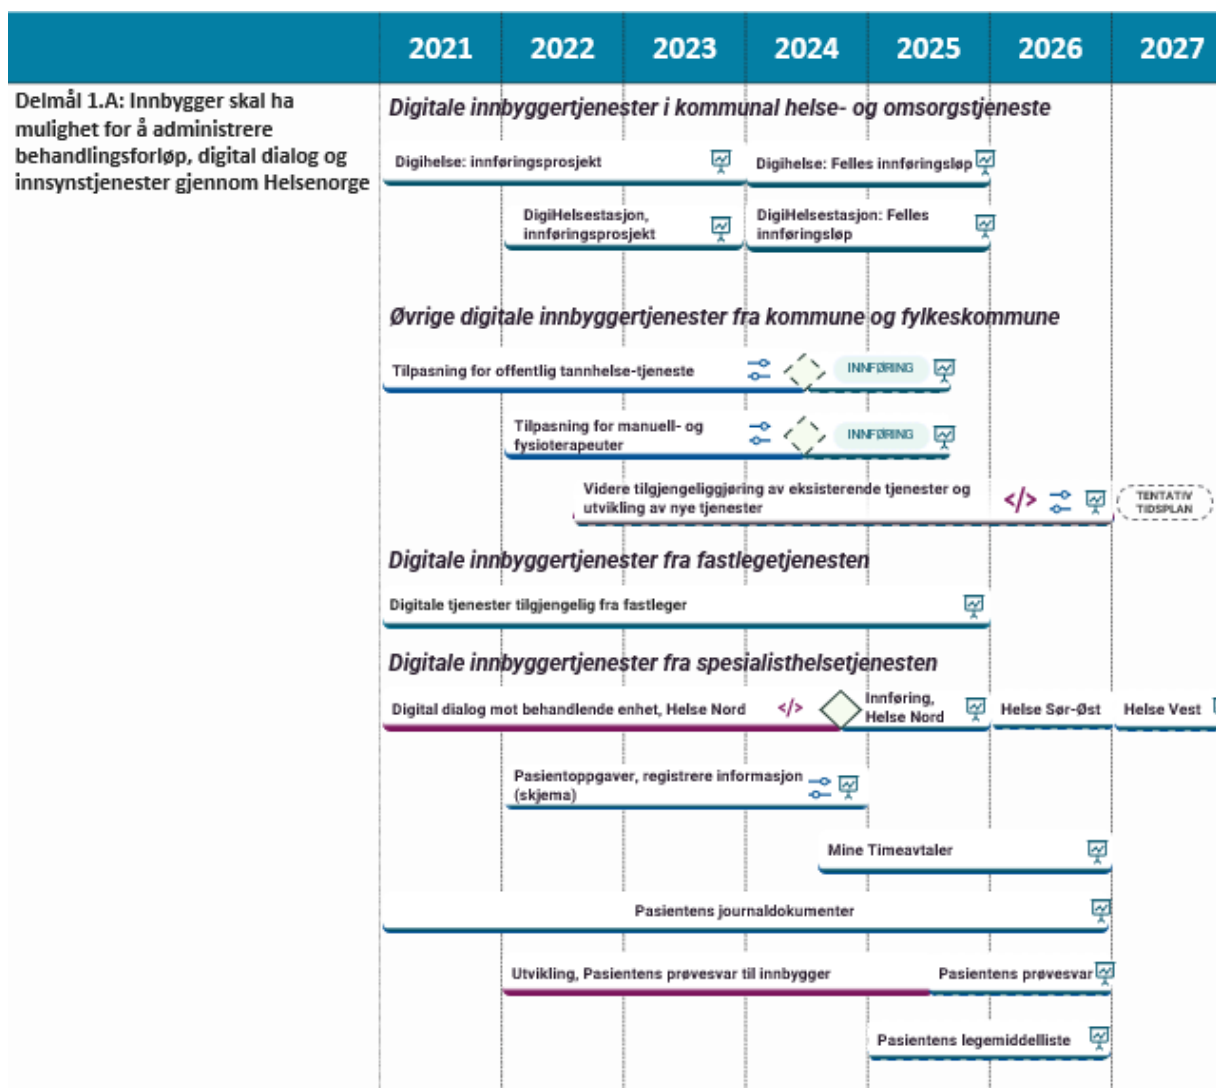 2021 2022 2023 2024 2025 2026 2027
Delmål 1.A: Innbygger skal ha
mulighet for å administrere
behandlingsforløp, digital dialog og
innsynstjenester gjennom Helsenorge
Digitale innbyggertjenester i kommunal helse- og omsorgstjeneste
Digihelse: innføringsprosjekt
Digihelse: Felles innføringsløp
DigiHelsestasjon,
innføringsprosjekt
DigiHelsestasjon: Felles
innføringsløp
Øvrige digitale innbyggertjenester fra kommune og fylkeskommune
Tilpasning for offentlig tannhelse-tjeneste
INNFØRING
Tilpasning for manuell- og
fysioterapeuter
INNFØRING
Videre tilgjengeliggjøring av eksisterende tjenester og
utvikling av nye tjenester
</>
TENTATIV
TIDSPLAN
Digitale innbyggertjenester fra fastlegetjenesten
Digitale tjenester tilgjengelig fra fastleger
Digitale innbyggertjenester fra spesialisthelsetjenesten
Digital dialog mot behandlende enhet, Helse Nord
</>
Innføring,
Helse Nord
Helse Sør-Øst
Helse Vest
Pasientoppgaver, registrere informasjon
(skjema)
Mine Timeavtaler
Pasientens journaldokumenter
Utvikling, Pasientens prøvesvar til innbygger
Pasientens prøvesvar
Pasientens legemiddelliste